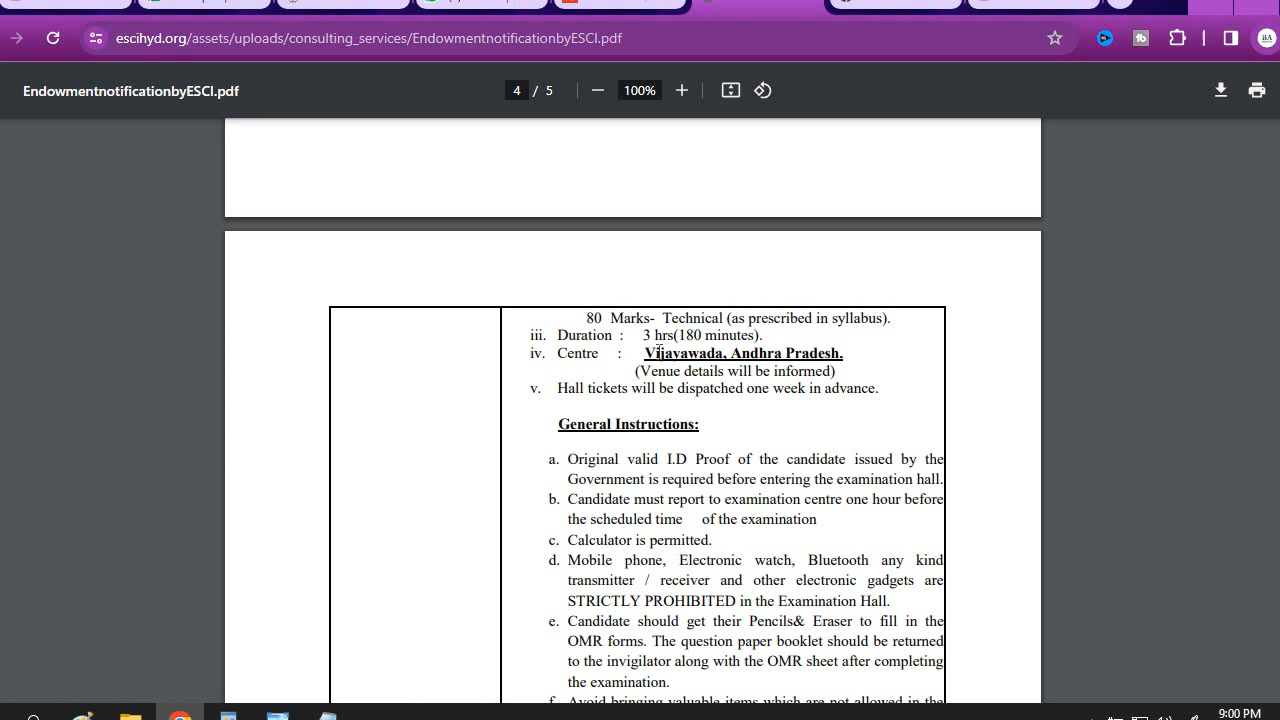 escihyd.org/assets/uploads/consulting_services/EndowmentnotificationbyESCI.pdf
BA
EndowmentnotificationbyESCI.pdf
4 / 5
100%
80 Marks- Technical (as prescribed in syllabus).
iii. Duration : 3 hrs(180 minutes).
iv. Centre : Vijayawada, Andhra Pradesh.
(Venue details will be informed)
v. Hall tickets will be dispatched one week in advance.
General Instructions:
a. Original valid I.D Proof of the candidate issued by the
Government is required before entering the examination hall.
b. Candidate must report to examination centre one hour before
the scheduled time of the examination
c. Calculator is permitted.
d. Mobile phone, Electronic watch, Bluetooth any kind
transmitter / receiver and other electronic gadgets are
STRICTLY PROHIBITED in the Examination Hall.
e. Candidate should get their Pencils& Eraser to fill in the
OMR forms. The question paper booklet should be returned
to the invigilator along with the OMR sheet after completing
the examination.
f. Avoid bringing valuable items which are not allowed in the
9:00 PM